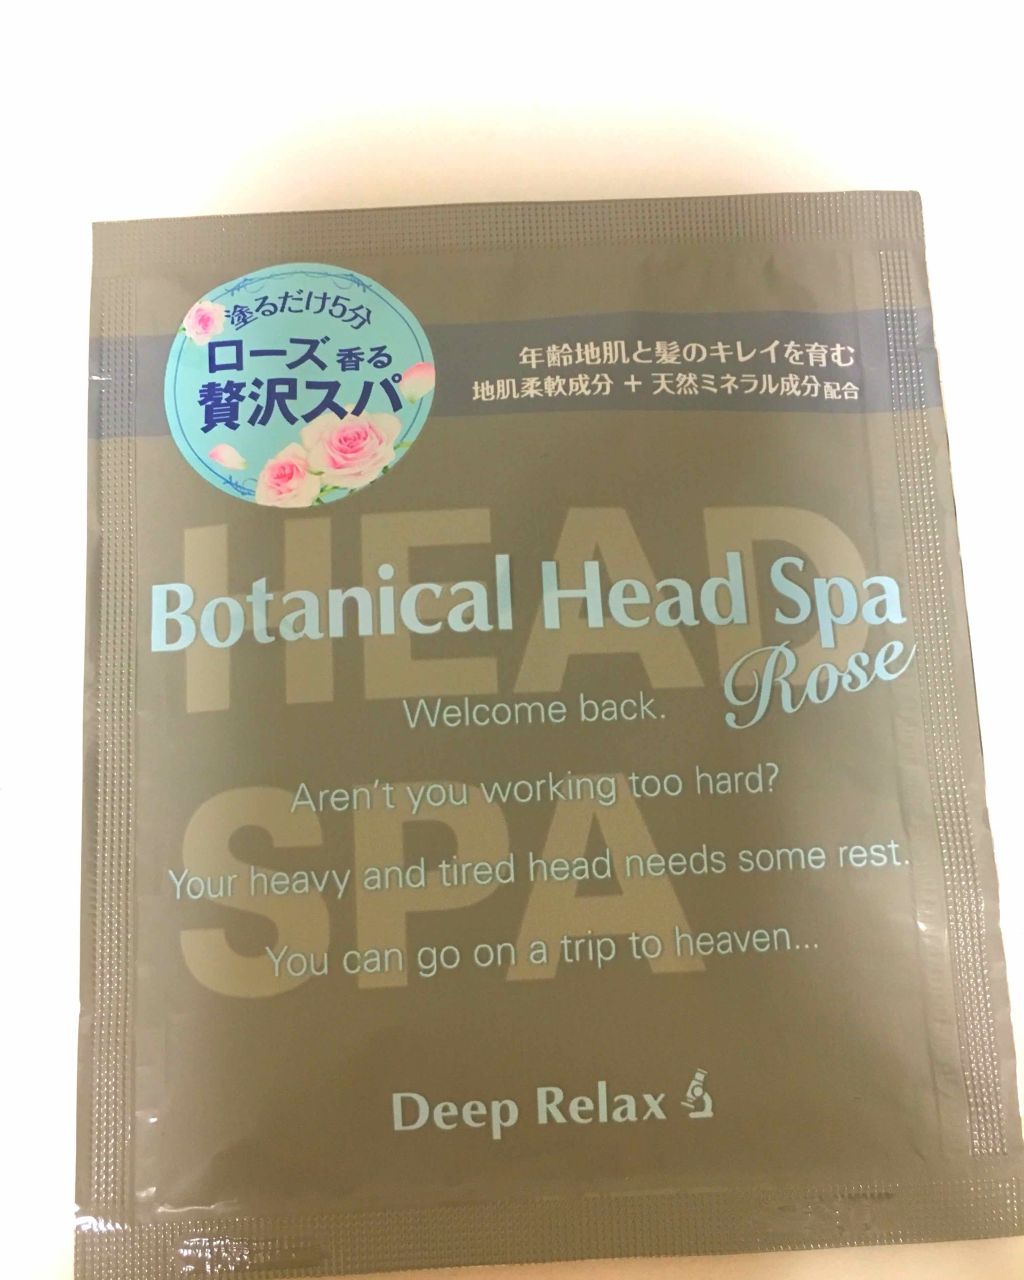 塗るだけ5分
ローズ香る
贅沢スパ
年齢地肌と髪のキレイを育む
地肌柔軟成分 + 天然ミネラル成分配合
HEAD
SPA
Botanical Head Spa
Rose
Welcome back.
Aren't you working too hard?
Your heavy and tired head needs some rest.
You can go on a trip to heaven...
Deep Relax